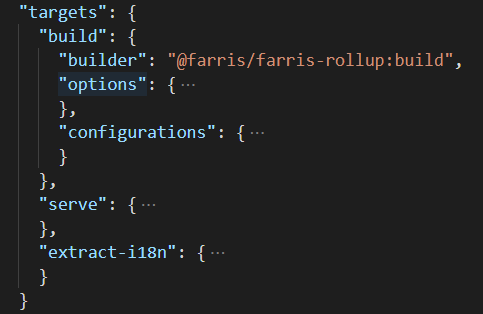 "targets": {
"build": {
"builder": "@farris/farris-rollup:build",
"options": { ···
},
"configurations": { ···
}
},
"serve": { ···
},
"extract-i18n": { ···
}
}